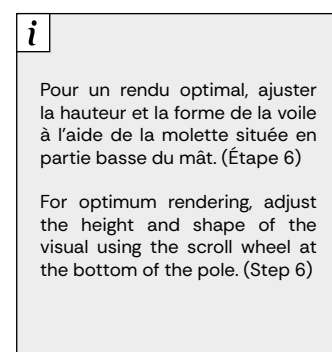 i
Pour un rendu optimal, ajuster
la hauteur et la forme de la voile
à l'aide de la molette située en
partie basse du mât. (Étape 6)
For optimum rendering, adjust
the height and shape of the
visual using the scroll wheel at
the bottom of the pole. (Step 6)